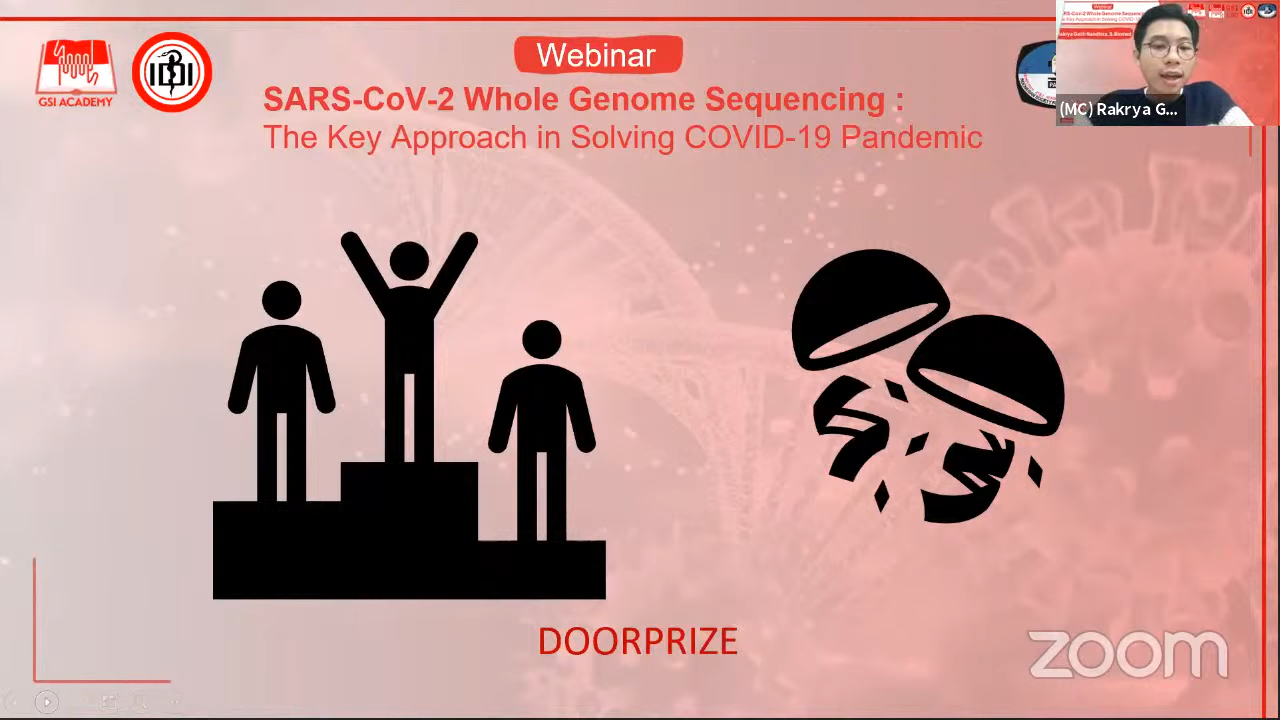 Webinar
SARS-CoV-2 Whole Genome Sequencing :
The Key Approach in Solving COVID-19 Pandemic
GSI ACADEMY
IDI
(MC) Rakrya G...
DOORPRIZE
zoom